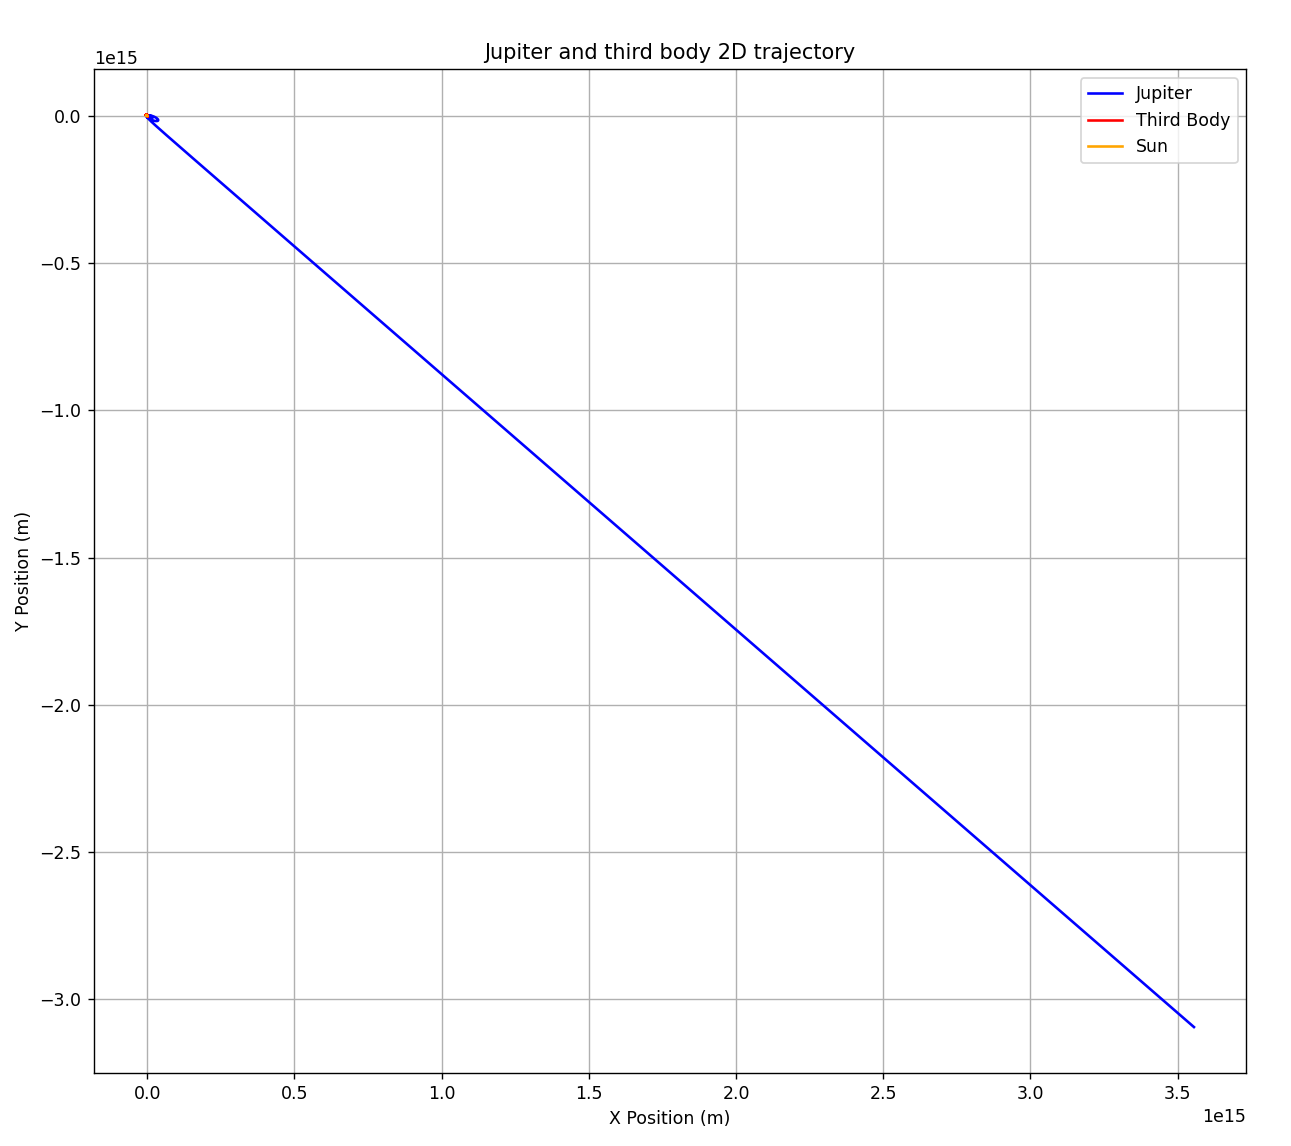 Jupiter and third body 2D trajectory
1e15
Jupiter
Third Body
Sun
0.0
−0.5
−1.0
−1.5
−2.0
−2.5
−3.0
Y Position (m)
0.0 0.5 1.0 1.5 2.0 2.5 3.0 3.5
1e15
X Position (m)